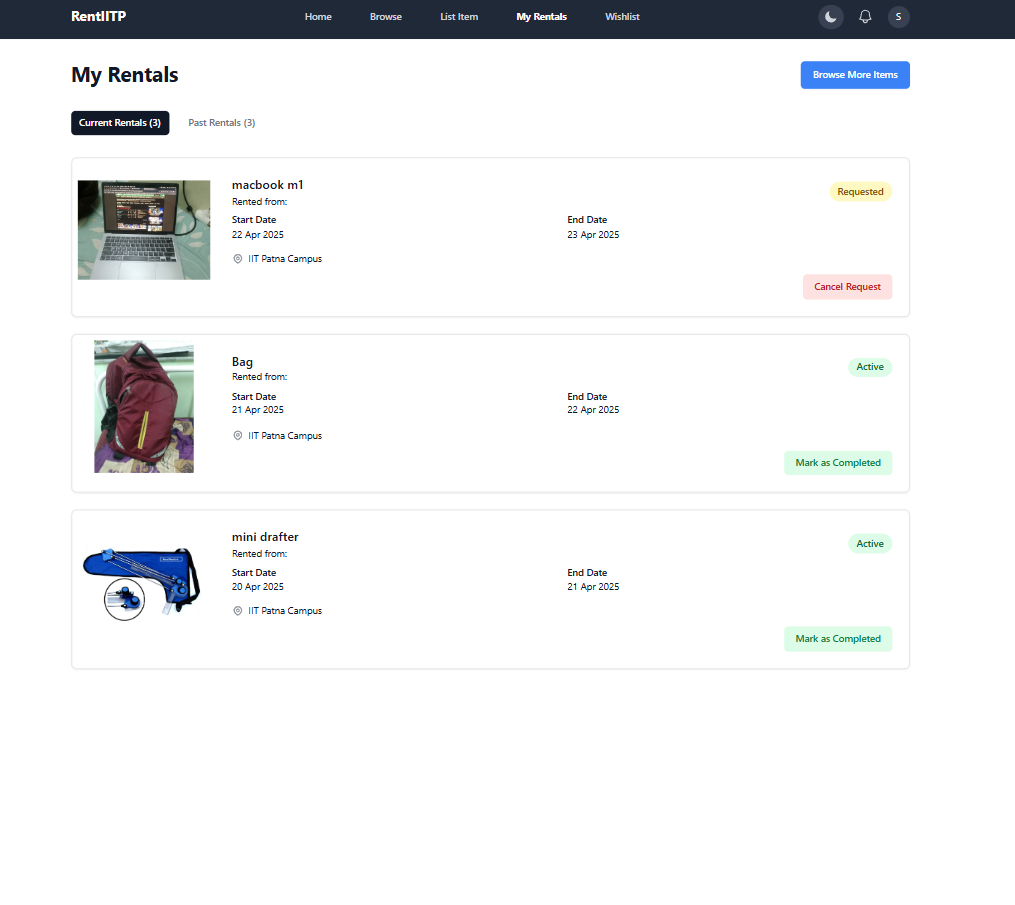 RentIITP
Home Browse List Item My Rentals Wishlist
S
My Rentals
Browse More Items
Current Rentals (3) Past Rentals (3)
macbook m1
Requested
Rented from:
Start Date End Date
22 Apr 2025 23 Apr 2025
IIT Patna Campus
Cancel Request
Bag
Active
Rented from:
Start Date End Date
21 Apr 2025 22 Apr 2025
IIT Patna Campus
Mark as Completed
mini drafter
Active
Rented from:
Start Date End Date
20 Apr 2025 21 Apr 2025
IIT Patna Campus
Mark as Completed